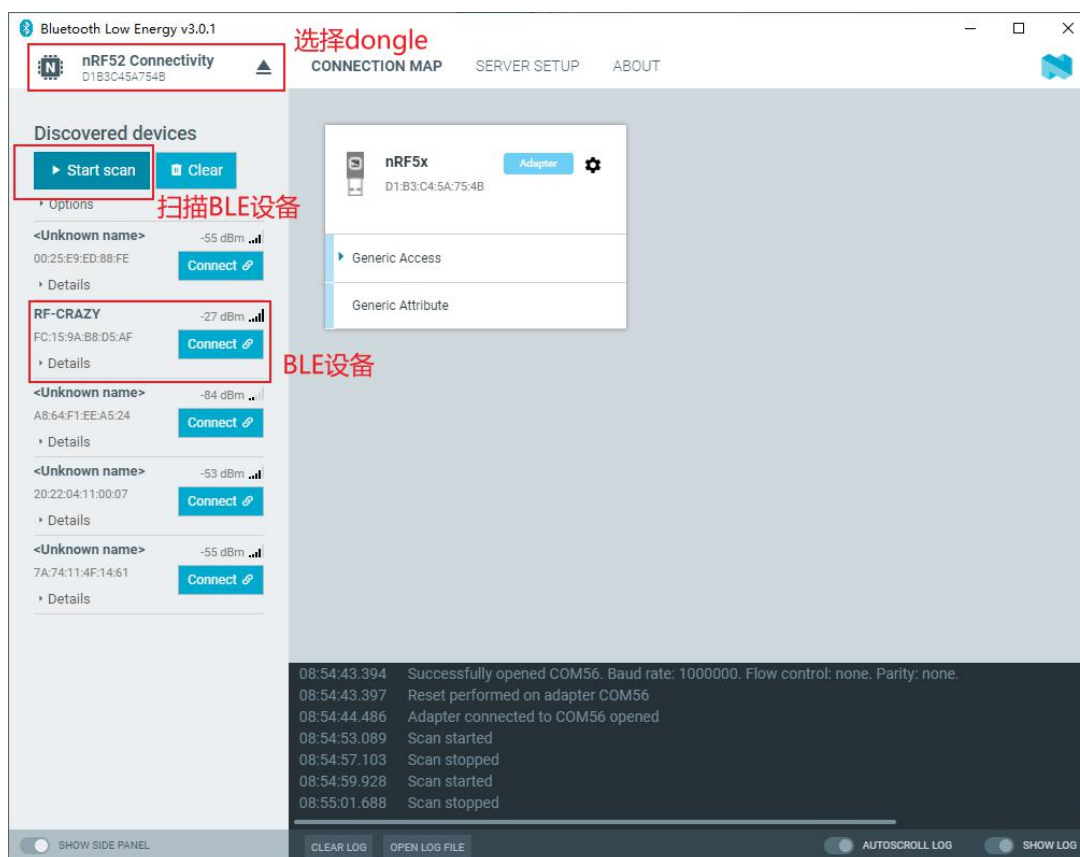 Bluetooth Low Energy v3.0.1
nRF52 Connectivity
D1B3C45A754B
选择dongle
CONNECTION MAP
SERVER SETUP
ABOUT
Discovered devices
Start scan
Clear
Options
扫描BLE设备
<Unknown name>
-55 dBm
00:25:E9:ED:88:FE
Connect
Details
RF-CRAZY
-27 dBm
FC:15:9A:B8:D5:AF
Connect
Details
BLE设备
<Unknown name>
-84 dBm
A8:64:F1:EE:A5:24
Connect
Details
<Unknown name>
-53 dBm
20:22:04:11:00:07
Connect
Details
<Unknown name>
-55 dBm
7A:74:11:4F:14:61
Connect
Details
nRF5x
Adapter
D1:B3:C4:5A:75:4B
Generic Access
Generic Attribute
08:54:43.394 Successfully opened COM56. Baud rate: 1000000. Flow control: none. Parity: none.
08:54:43.397 Reset performed on adapter COM56
08:54:44.486 Adapter connected to COM56 opened
08:54:53.089 Scan started
08:54:57.103 Scan stopped
08:54:59.928 Scan started
08:55:01.688 Scan stopped
SHOW SIDE PANEL
CLEAR LOG
OPEN LOG FILE
AUTOSCROLL LOG
SHOW LOG